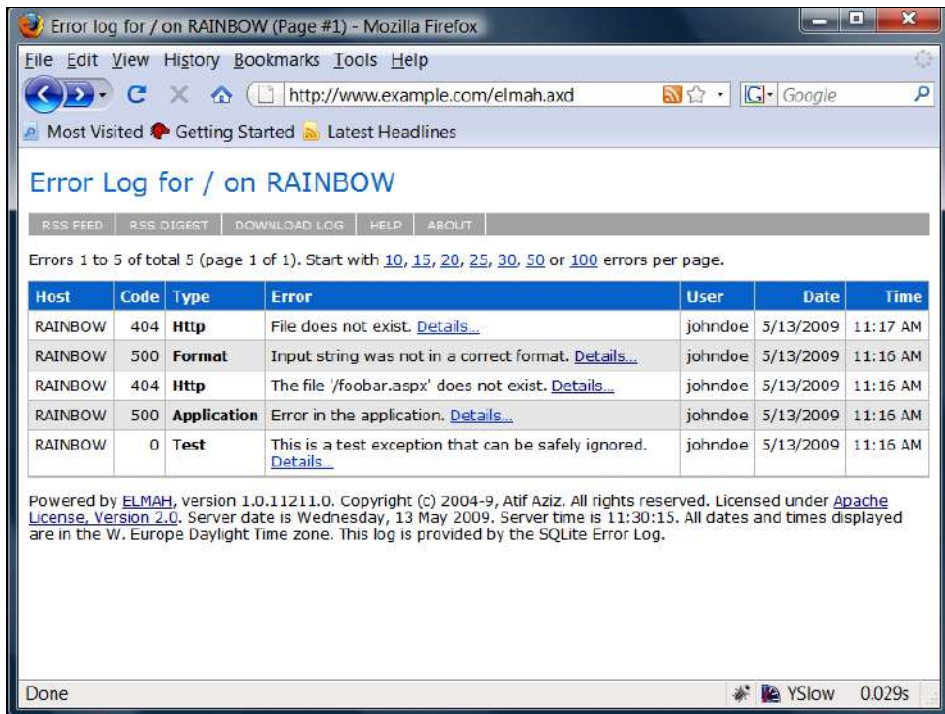 Error log for / on RAINBOW (Page #1) - Mozilla Firefox
File Edit View History Bookmarks Tools Help
http://www.example.com/elmah.axd G Google
Most Visited Getting Started Latest Headlines
Error Log for / on RAINBOW
RSS FEED RSS DIGEST DOWNLOAD LOG HELP ABOUT
Errors 1 to 5 of total 5 (page 1 of 1). Start with 10, 15, 20, 25, 30, 50 or 100 errors per page.
Host Code Type Error User Date Time
RAINBOW 404 Http File does not exist. Details... johndoe 5/13/2009 11:17 AM
RAINBOW 500 Format Input string was not in a correct format. Details... johndoe 5/13/2009 11:16 AM
RAINBOW 404 Http The file '/foobar.aspx' does not exist. Details... johndoe 5/13/2009 11:16 AM
RAINBOW 500 Application Error in the application. Details... johndoe 5/13/2009 11:16 AM
RAINBOW 0 Test This is a test exception that can be safely ignored. johndoe 5/13/2009 11:16 AM
Details...
Powered by ELMAH, version 1.0.11211.0. Copyright (c) 2004-9, Atif Aziz. All rights reserved. Licensed under Apache
License, Version 2.0. Server date is Wednesday, 13 May 2009. Server time is 11:30:15. All dates and times displayed
are in the W. Europe Daylight Time zone. This log is provided by the SQLite Error Log.
Done YSlow 0.029s